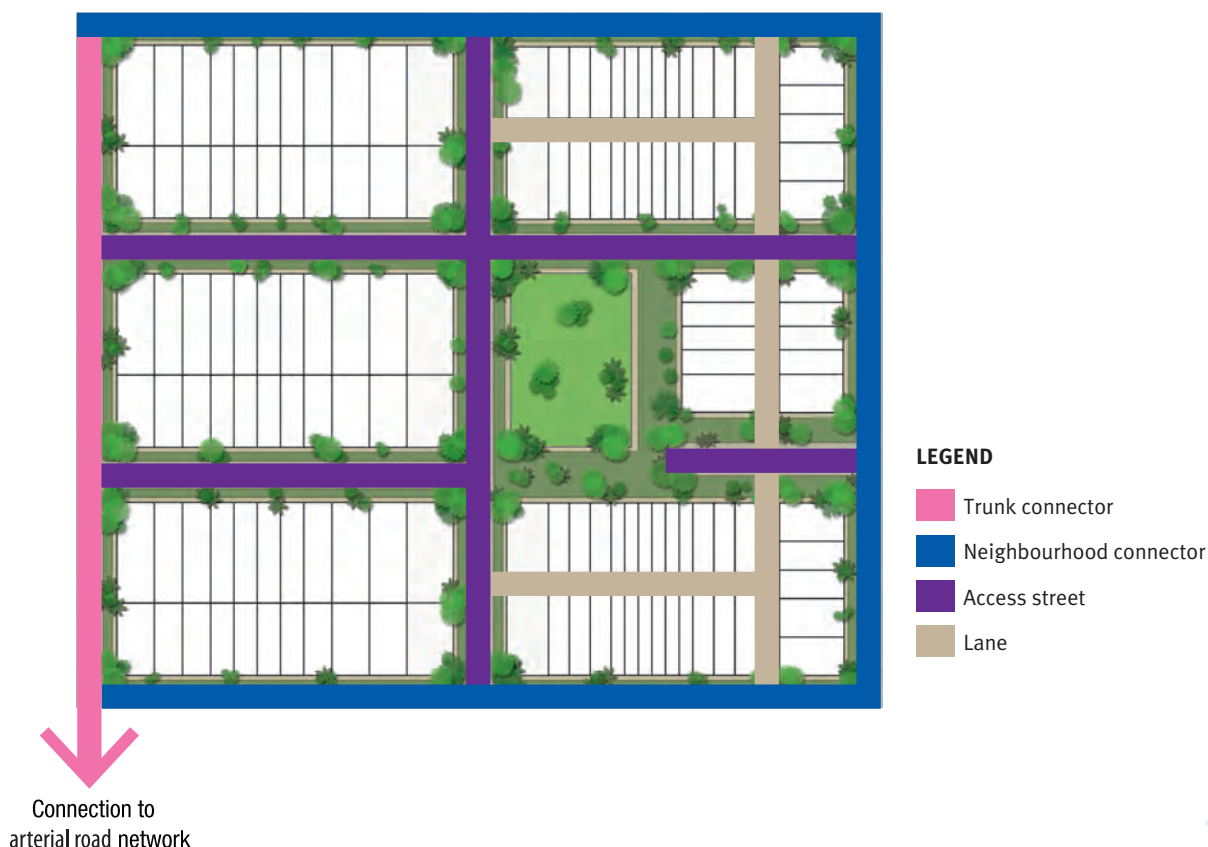 LEGEND
Trunk connector
Neighbourhood connector
Access street
Lane
Connection to
arterial road network